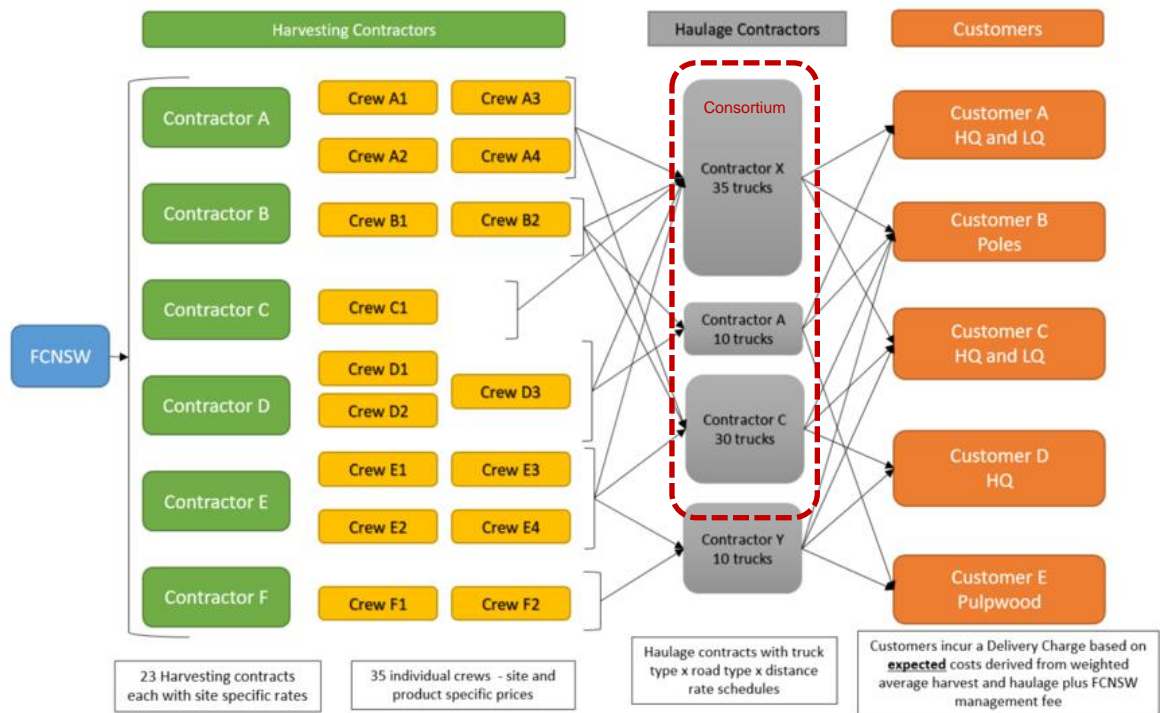 Harvesting Contractors
Haulage Contractors
Customers
FCNSW
Contractor A
Crew A1
Crew A3
Crew A2
Crew A4
Contractor B
Crew B1
Crew B2
Contractor C
Crew C1
Contractor D
Crew D1
Crew D2
Crew D3
Contractor E
Crew E1
Crew E3
Crew E2
Crew E4
Contractor F
Crew F1
Crew F2
Consortium
Contractor X
35 trucks
Contractor A
10 trucks
Contractor C
30 trucks
Contractor Y
10 trucks
Customer A
HQ and LQ
Customer B
Poles
Customer C
HQ and LQ
Customer D
HQ
Customer E
Pulpwood
23 Harvesting contracts
each with site specific rates
35 individual crews - site and
product specific prices
Haulage contracts with truck
type x road type x distance
rate schedules
Customers incur a Delivery Charge based on
expected costs derived from weighted
average harvest and haulage plus FCNSW
management fee